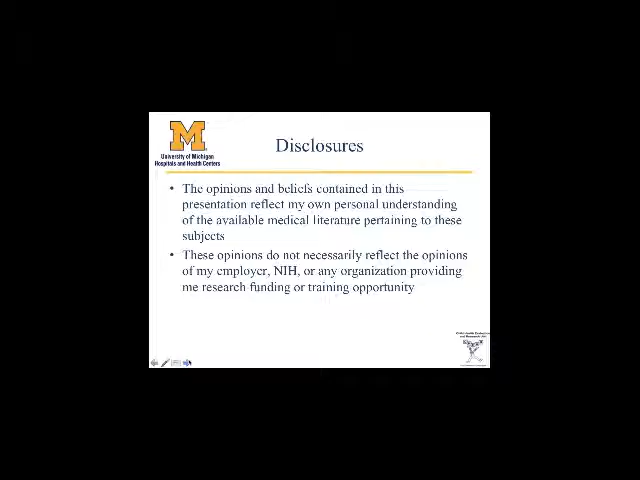 M
University of Michigan
Hospitals and Health Centers
Disclosures
• The opinions and beliefs contained in this
presentation reflect my own personal understanding
of the available medical literature pertaining to these
subjects
• These opinions do not necessarily reflect the opinions
of my employer, NIH, or any organization providing
me research funding or training opportunity